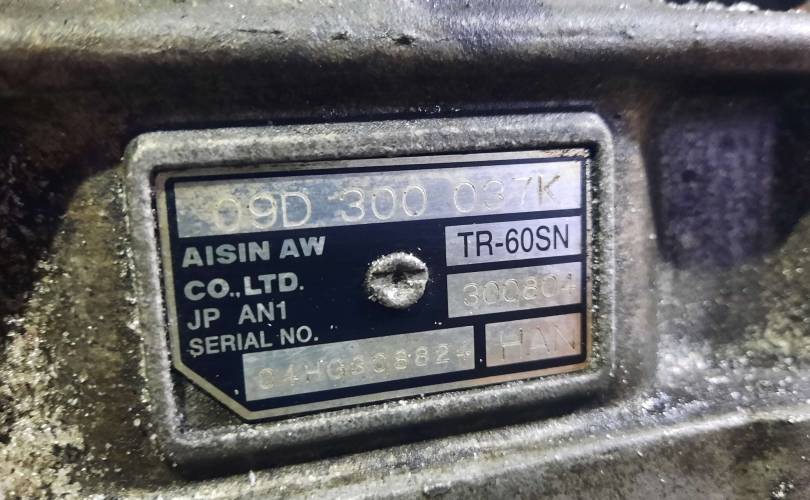 09D 300 037K
AISIN AW
CO.,LTD.
JP AN1
SERIAL NO.
TR-60SN
300804
HAN